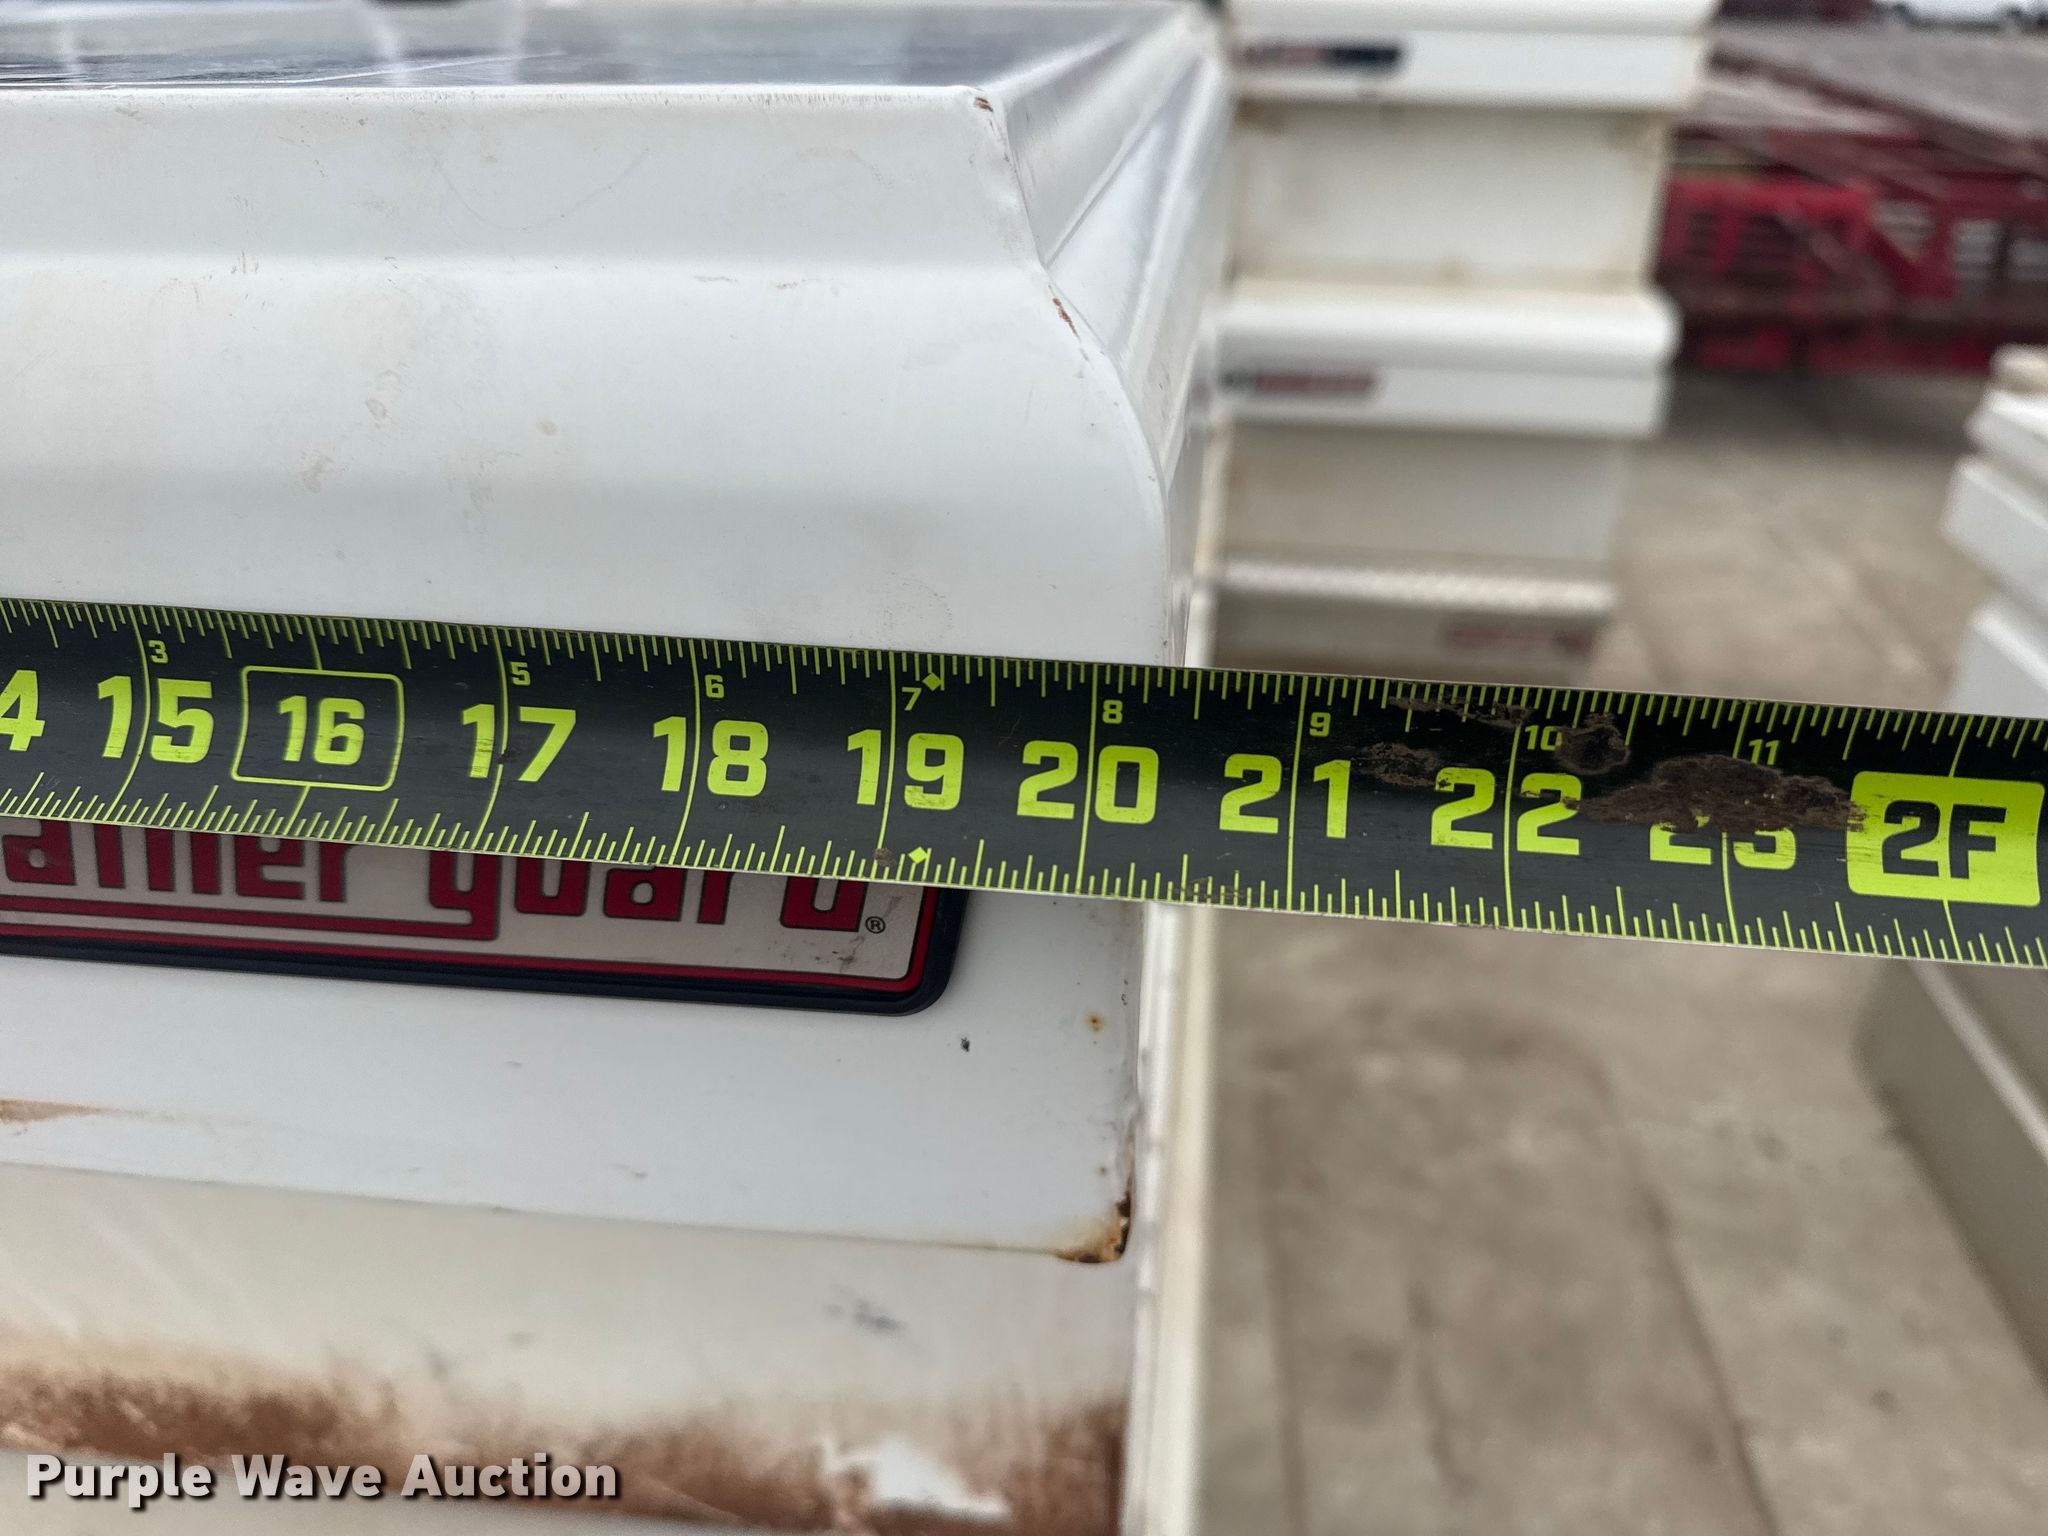 3 5 6 7 8 9 10 11
4 15 16 17 18 19 20 21 22 23 2F
ather guard®
Purple Wave Auction